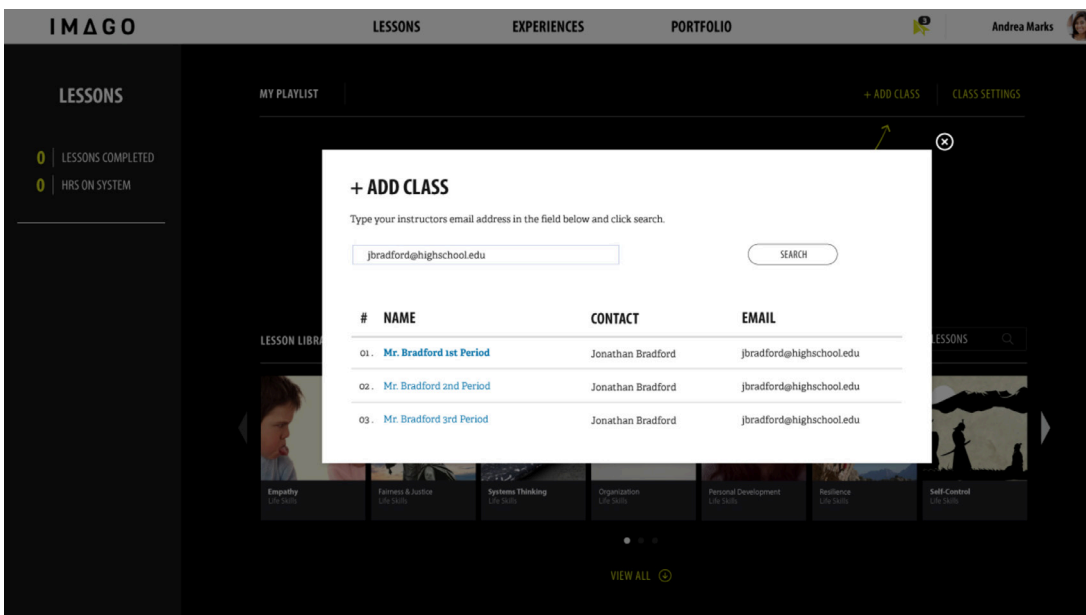 IMΔGO
LESSONS EXPERIENCES PORTFOLIO 3 Andrea Marks
LESSONS
0 LESSONS COMPLETED
0 HRS ON SYSTEM
MY PLAYLIST
+ ADD CLASS CLASS SETTINGS
+ ADD CLASS
Type your instructors email address in the field below and click search.
jbradford@highschool.edu SEARCH
# NAME CONTACT EMAIL
01. Mr. Bradford 1st Period Jonathan Bradford jbradford@highschool.edu
02. Mr. Bradford 2nd Period Jonathan Bradford jbradford@highschool.edu
03. Mr. Bradford 3rd Period Jonathan Bradford jbradford@highschool.edu
LESSON LIBRA
LESSONS
Empathy
Life Skills
Fairness & Justice
Life Skills
Systems Thinking
Life Skills
Organization
Life Skills
Personal Development
Life Skills
Resilience
Life Skills
Self-Control
Life Skills
VIEW ALL